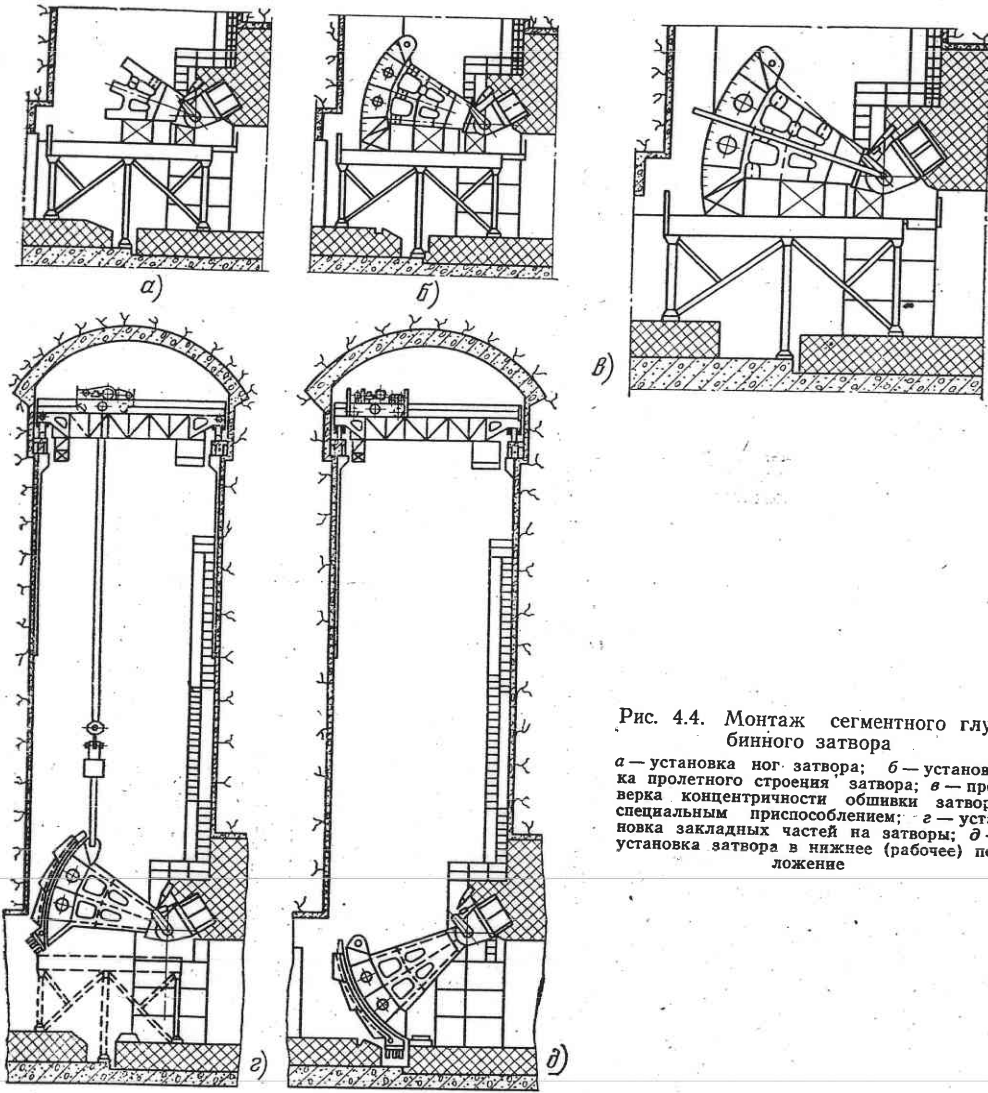 а)
б)
в)
г)
д)
Рис. 4.4. Монтаж сегментного глу-
бинного затвора
а — установка ног затвора; б — установ-
ка пролетного строения затвора; в — про-
верка концентричности обшивки затвор
специальным приспособлением; г — уста-
новка закладных частей на затворы; д —
установка затвора в нижнее (рабочее) по-
ложение